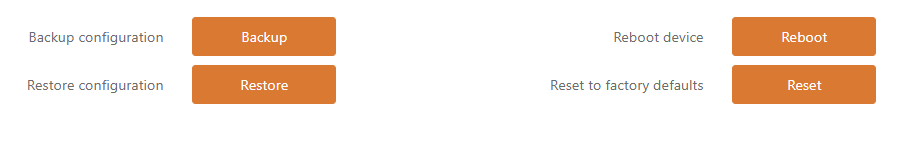 Backup configuration Backup
Reboot device Reboot
Restore configuration Restore
Reset to factory defaults Reset